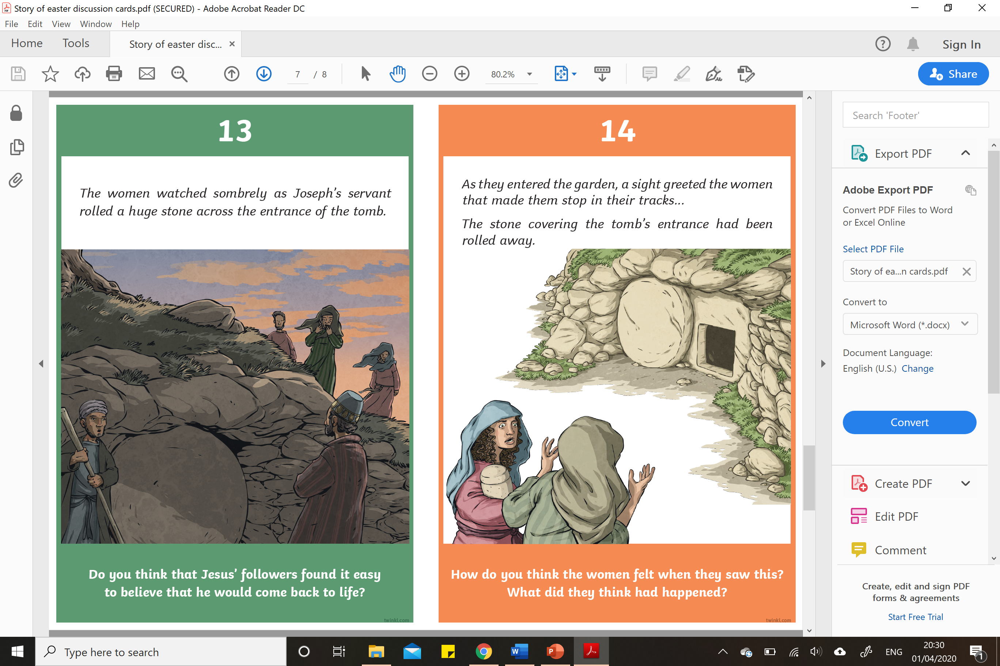 Story of easter discussion cards.pdf (SECURED) - Adobe Acrobat Reader DC
File Edit View Window Help
Home Tools Story of easter disc... Sign In
7 / 8 80.2% Share
13
The women watched sombrely as Joseph's servant
rolled a huge stone across the entrance of the tomb.
Do you think that Jesus' followers found it easy
to believe that he would come back to life?
twinkl.com
14
As they entered the garden, a sight greeted the women
that made them stop in their tracks...
The stone covering the tomb's entrance had been
rolled away.
How do you think the women felt when they saw this?
What did they think had happened?
twinkl.com
Search 'Footer'
Export PDF
Adobe Export PDF
Convert PDF Files to Word
or Excel Online
Select PDF File
Story of ea...n cards.pdf
Convert to
Microsoft Word (*.docx)
Document Language:
English (U.S.) Change
Convert
Create PDF
Edit PDF
Comment
Create, edit and sign PDF
forms & agreements
Start Free Trial
Type here to search
ENG
20:30
01/04/2020
1